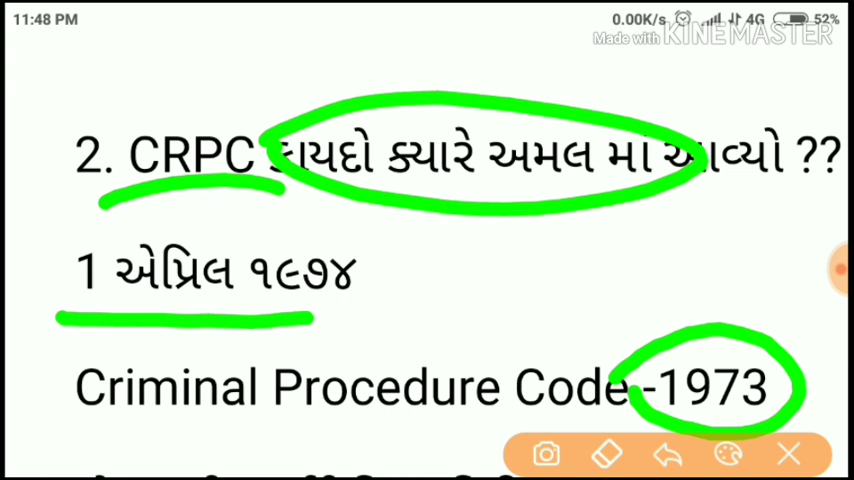 11:48 PM 0.00K/s 4G 52%
Made with KINEMASTER
2. CRPC કાયદો ક્યારે અમલ માં આવ્યો ??
1 એપ્રિલ ૧૯૭૪
Criminal Procedure Code -1973